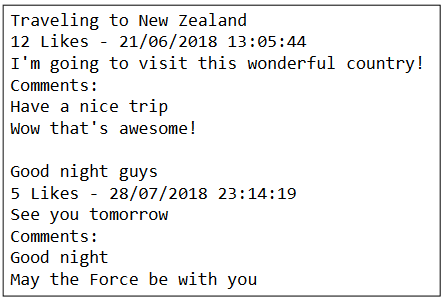 Traveling to New Zealand
12 Likes - 21/06/2018 13:05:44
I'm going to visit this wonderful country!
Comments:
Have a nice trip
Wow that's awesome!

Good night guys
5 Likes - 28/07/2018 23:14:19
See you tomorrow
Comments:
Good night
May the Force be with you